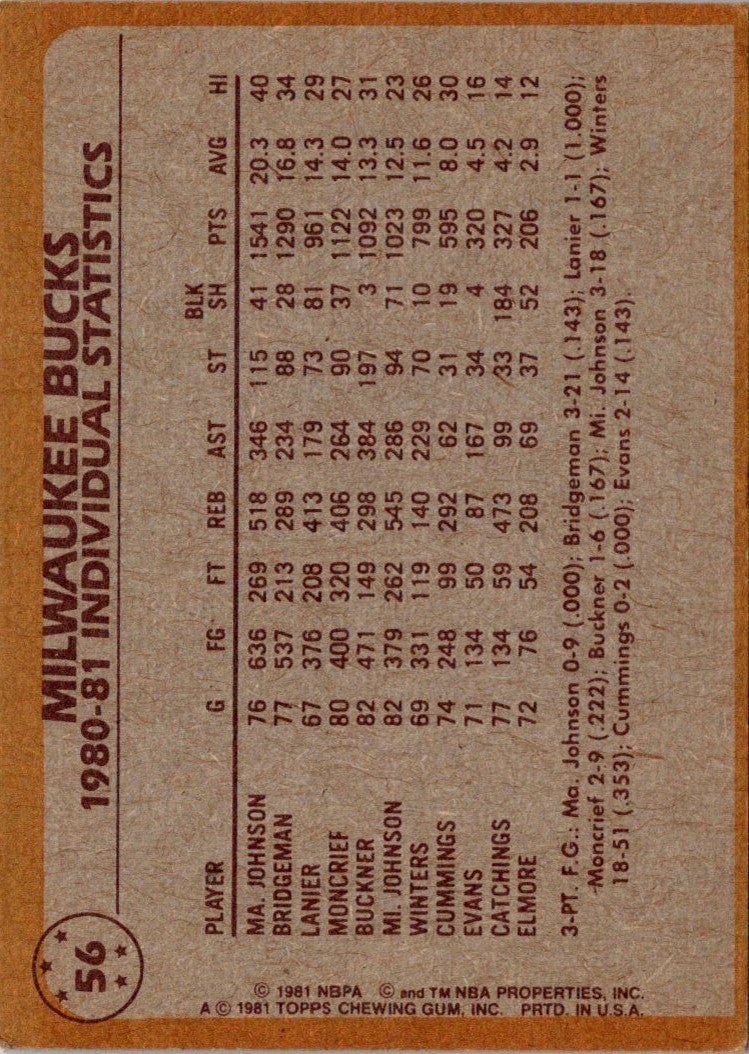 56
MILWAUKEE BUCKS
1980-81 INDIVIDUAL STATISTICS
PLAYER G FG FT REB AST ST BLK SH PTS AVG HI
MA. JOHNSON 76 636 269 518 346 115 41 1541 20.3 40
BRIDGEMAN 77 537 213 289 234 88 28 1290 16.8 34
LANIER 67 376 208 413 179 73 81 961 14.3 29
MONCRIEF 80 400 320 406 264 90 37 1122 14.0 27
BUCKNER 82 471 149 298 384 197 3 1092 13.3 31
MI. JOHNSON 82 379 262 545 286 94 71 1023 12.5 23
WINTERS 69 331 119 140 229 70 10 799 11.6 26
CUMMINGS 74 248 99 292 62 31 19 595 8.0 30
EVANS 71 134 50 87 167 34 4 320 4.5 16
CATCHINGS 77 134 59 473 99 33 184 327 4.2 14
ELMORE 72 76 54 208 69 37 52 206 2.9 12
3-PT. F.G.: Ma. Johnson 0-9 (.000); Bridgeman 3-21 (.143); Lanier 1-1 (1.000);
Moncrief 2-9 (.222); Buckner 1-6 (.167); Mi. Johnson 3-18 (.167); Winters
18-51 (.353); Cummings 0-2 (.000); Evans 2-14 (.143).
© 1981 NBPA © and TM NBA PROPERTIES, INC.
A © 1981 TOPPS CHEWING GUM, INC. PRTD. IN U.S.A.